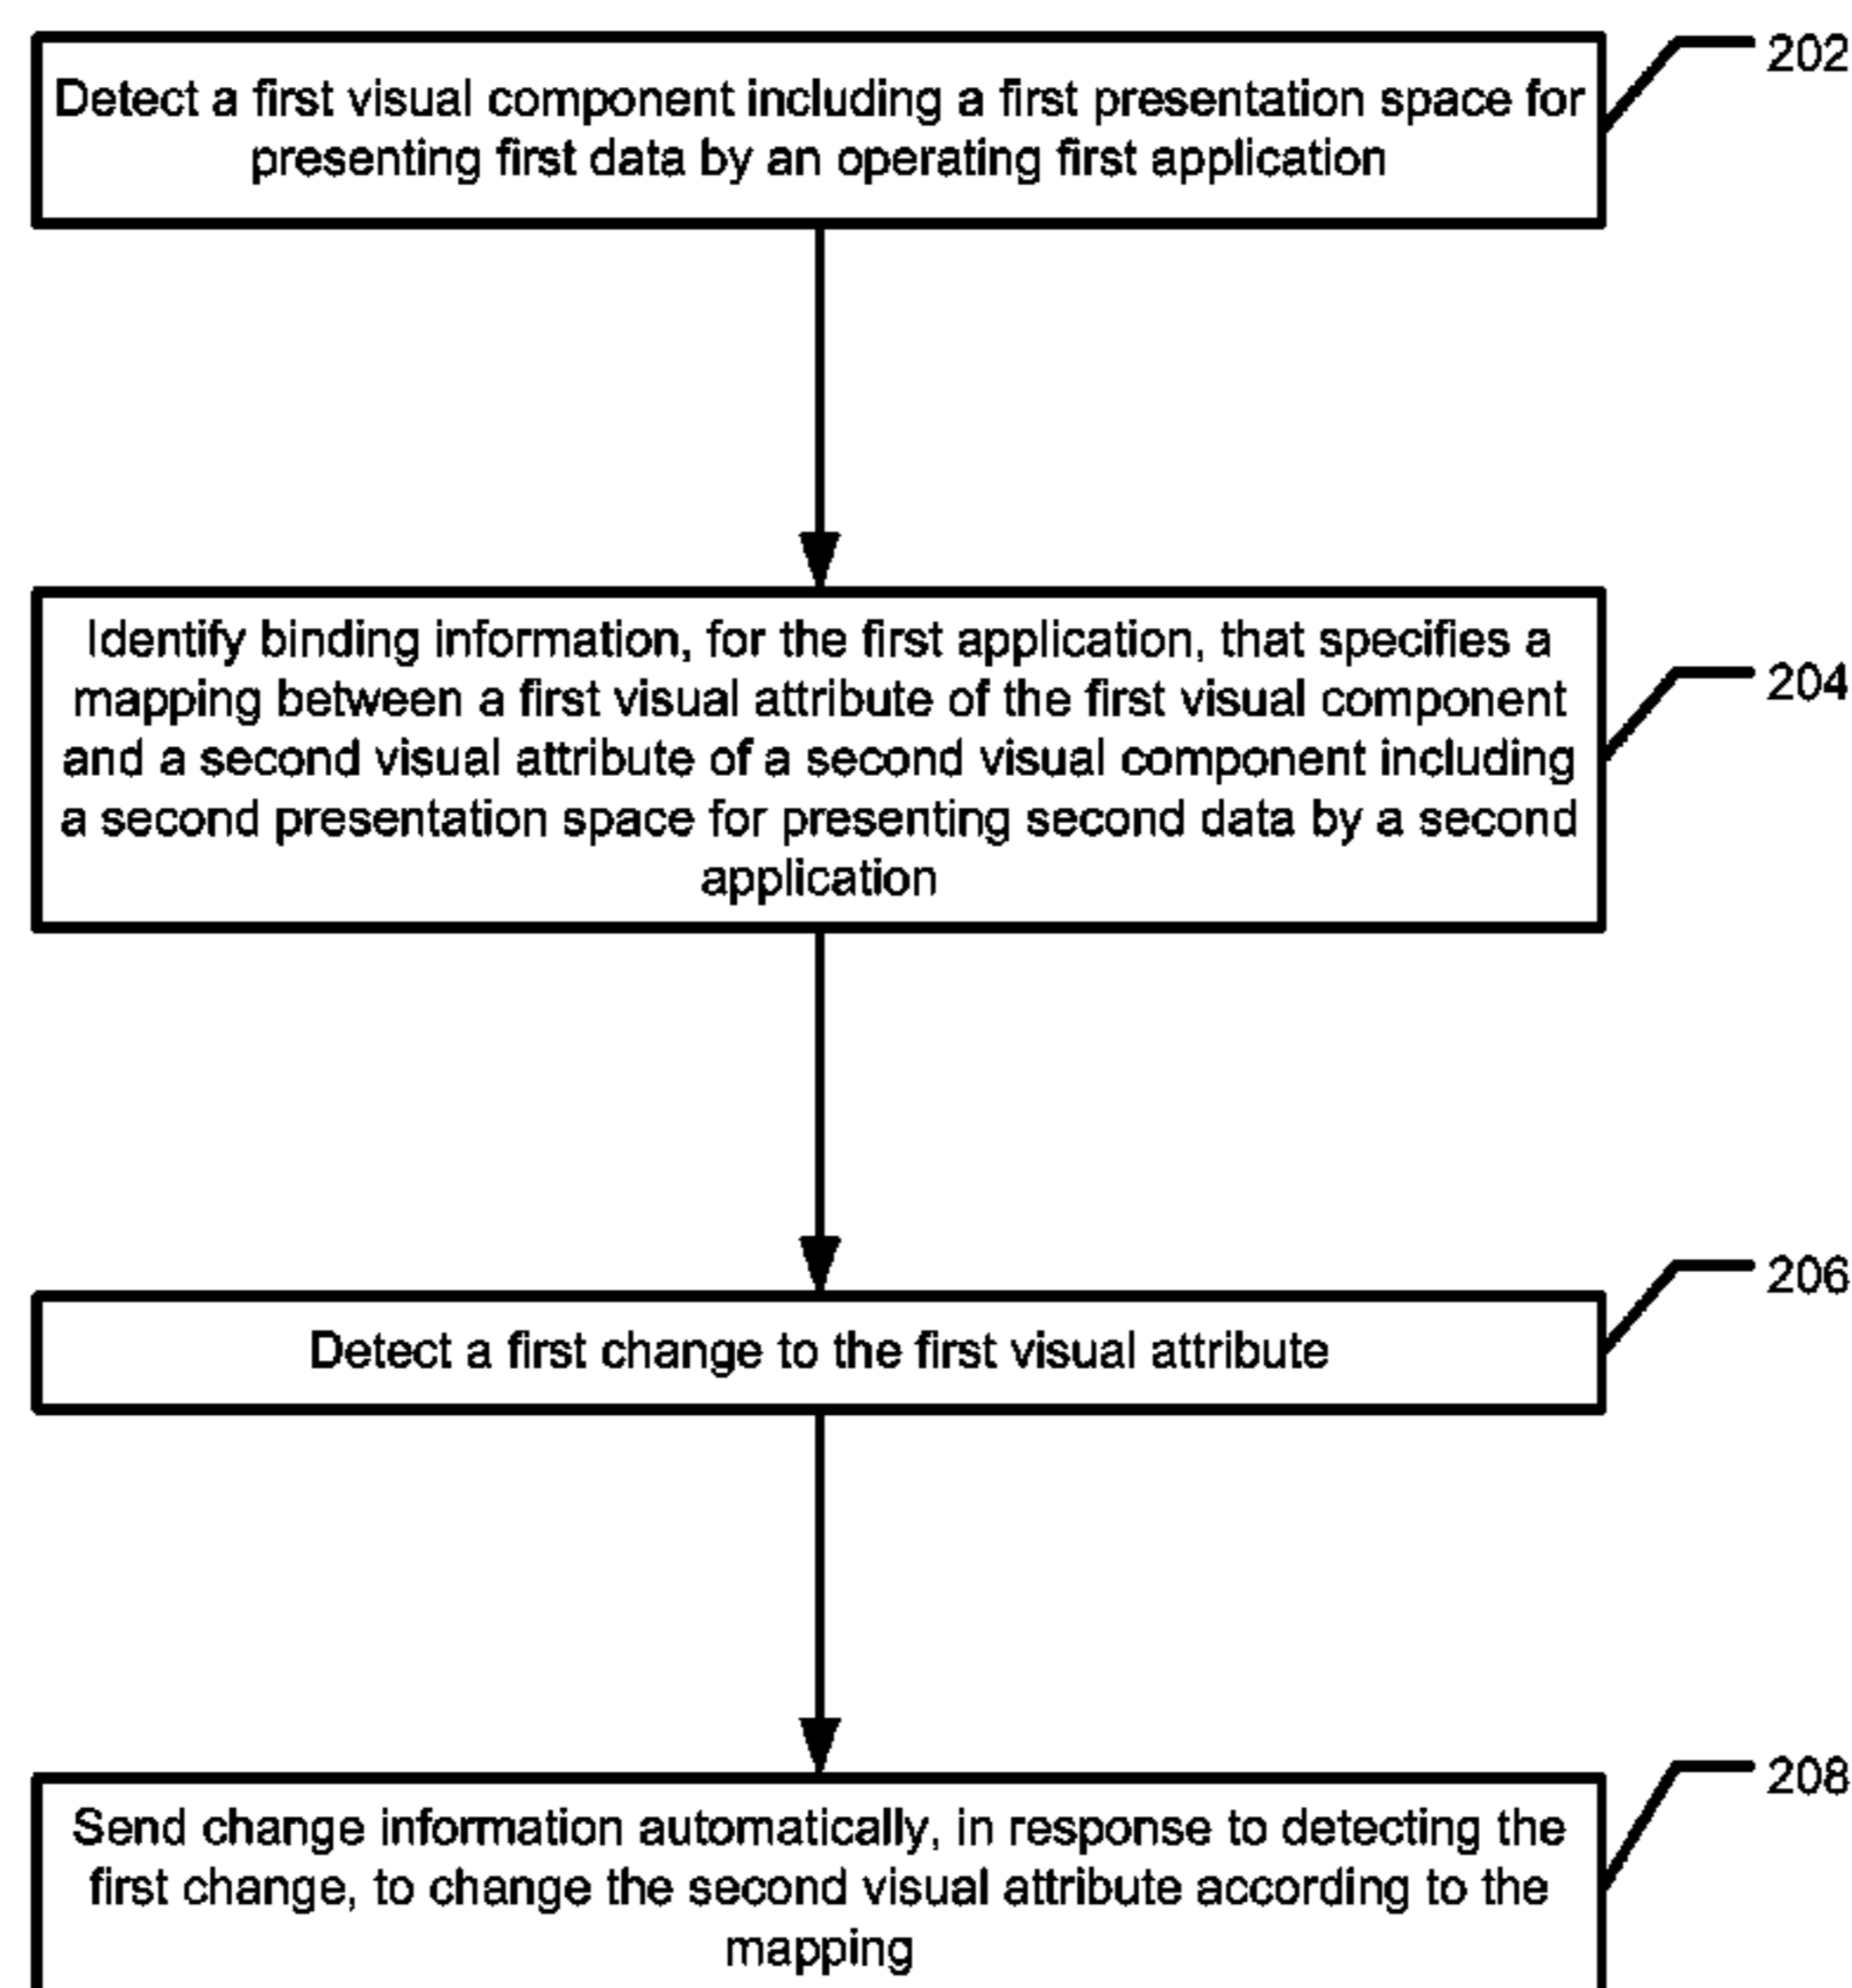 202
Detect a first visual component including a first presentation space for
presenting first data by an operating first application
Identify binding information, for the first application, that specifies a
204
mapping between a first visual attribute of the first visual component
and a second visual attribute of a second visual component including
a second presentation space for presenting second data by a second
application
206
Detect a first change to the first visual attribute
208
Send change information automatically, in response to detecting the
first change, to change the second visual attribute according to the
mapping